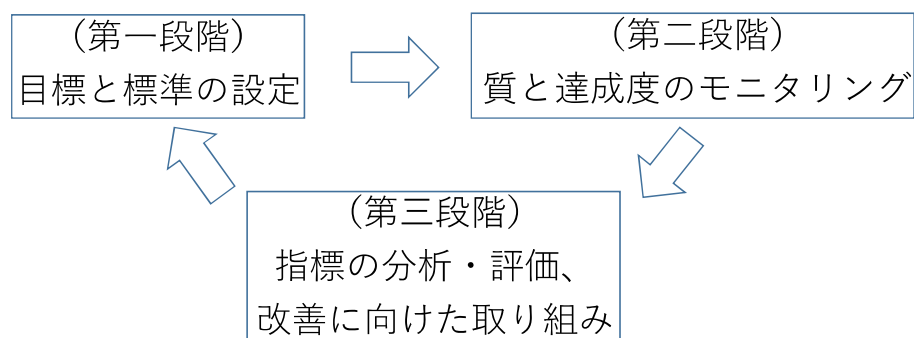 （第一段階）
目標と標準の設定
（第二段階）
質と達成度のモニタリング
（第三段階）
指標の分析・評価、
改善に向けた取り組み